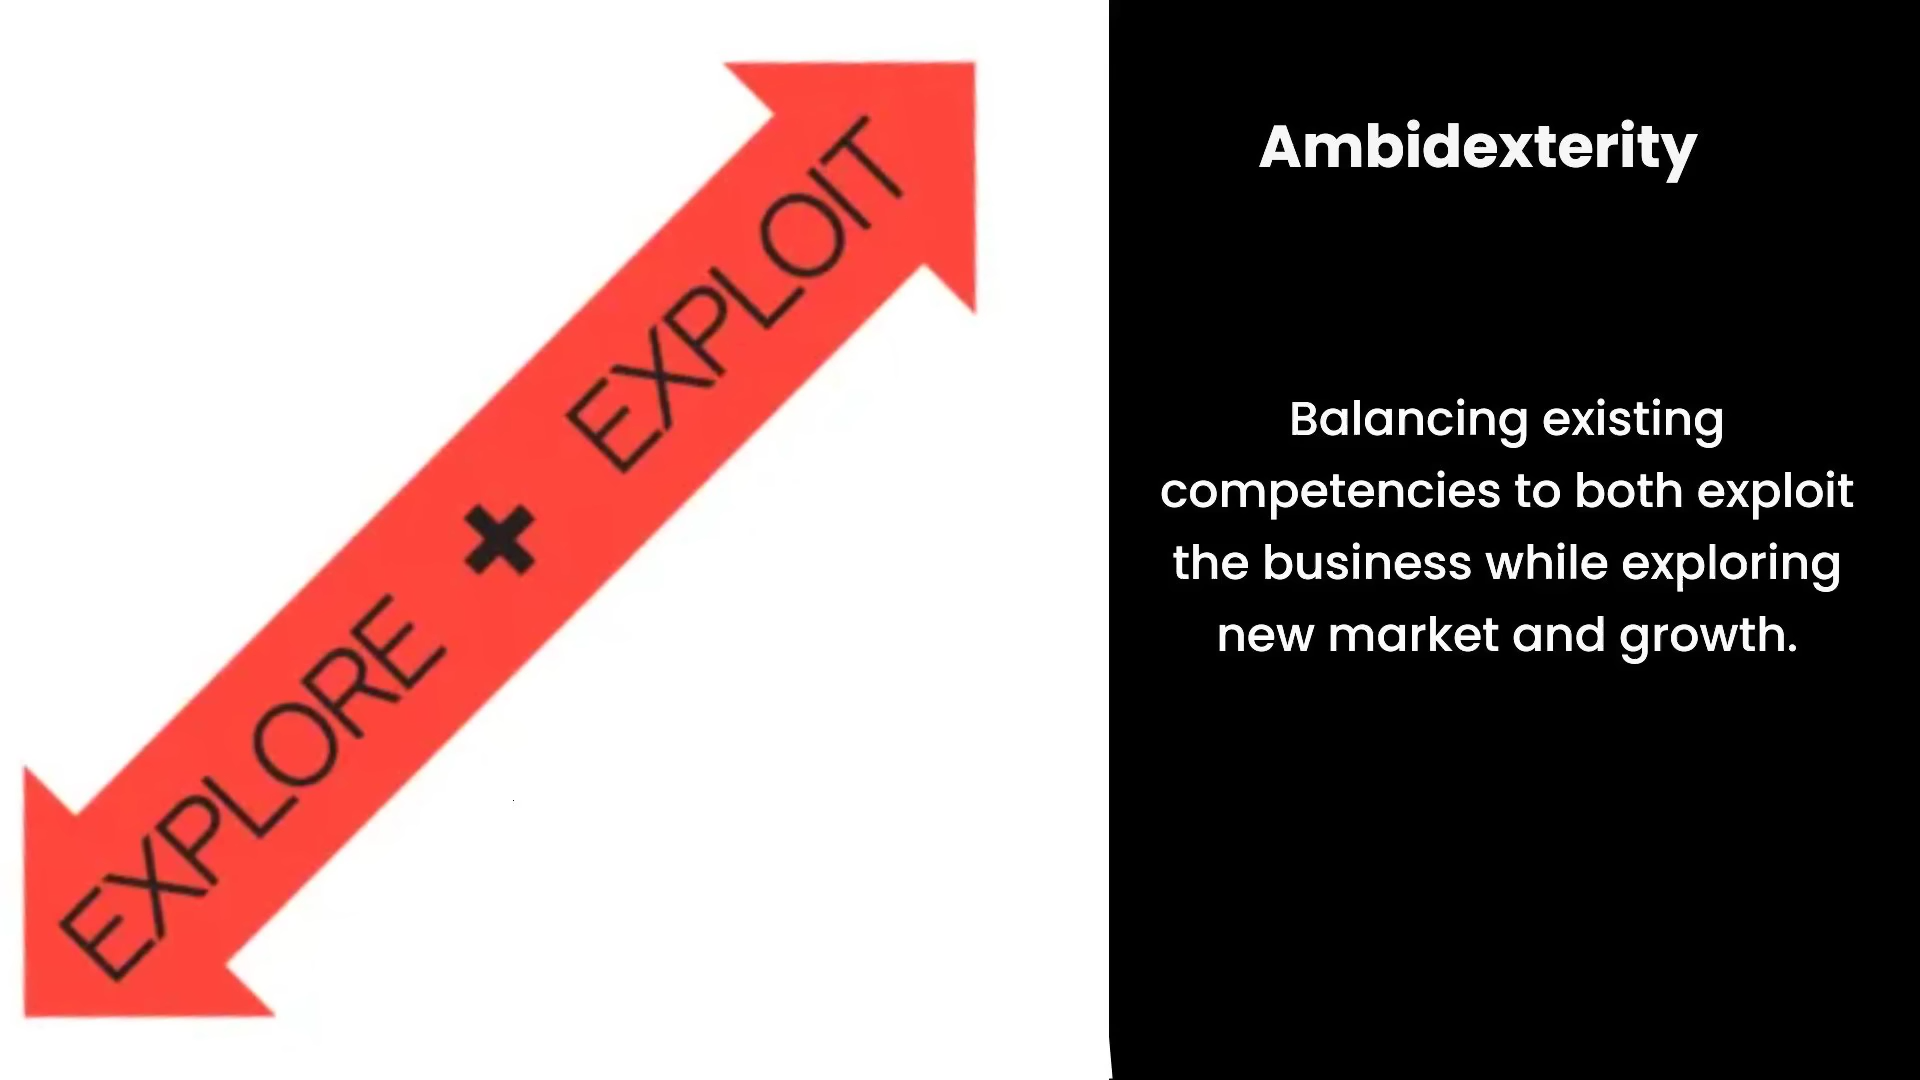 EXPLORE + EXPLOIT
Ambidexterity
Balancing existing
competencies to both exploit
the business while exploring
new market and growth.